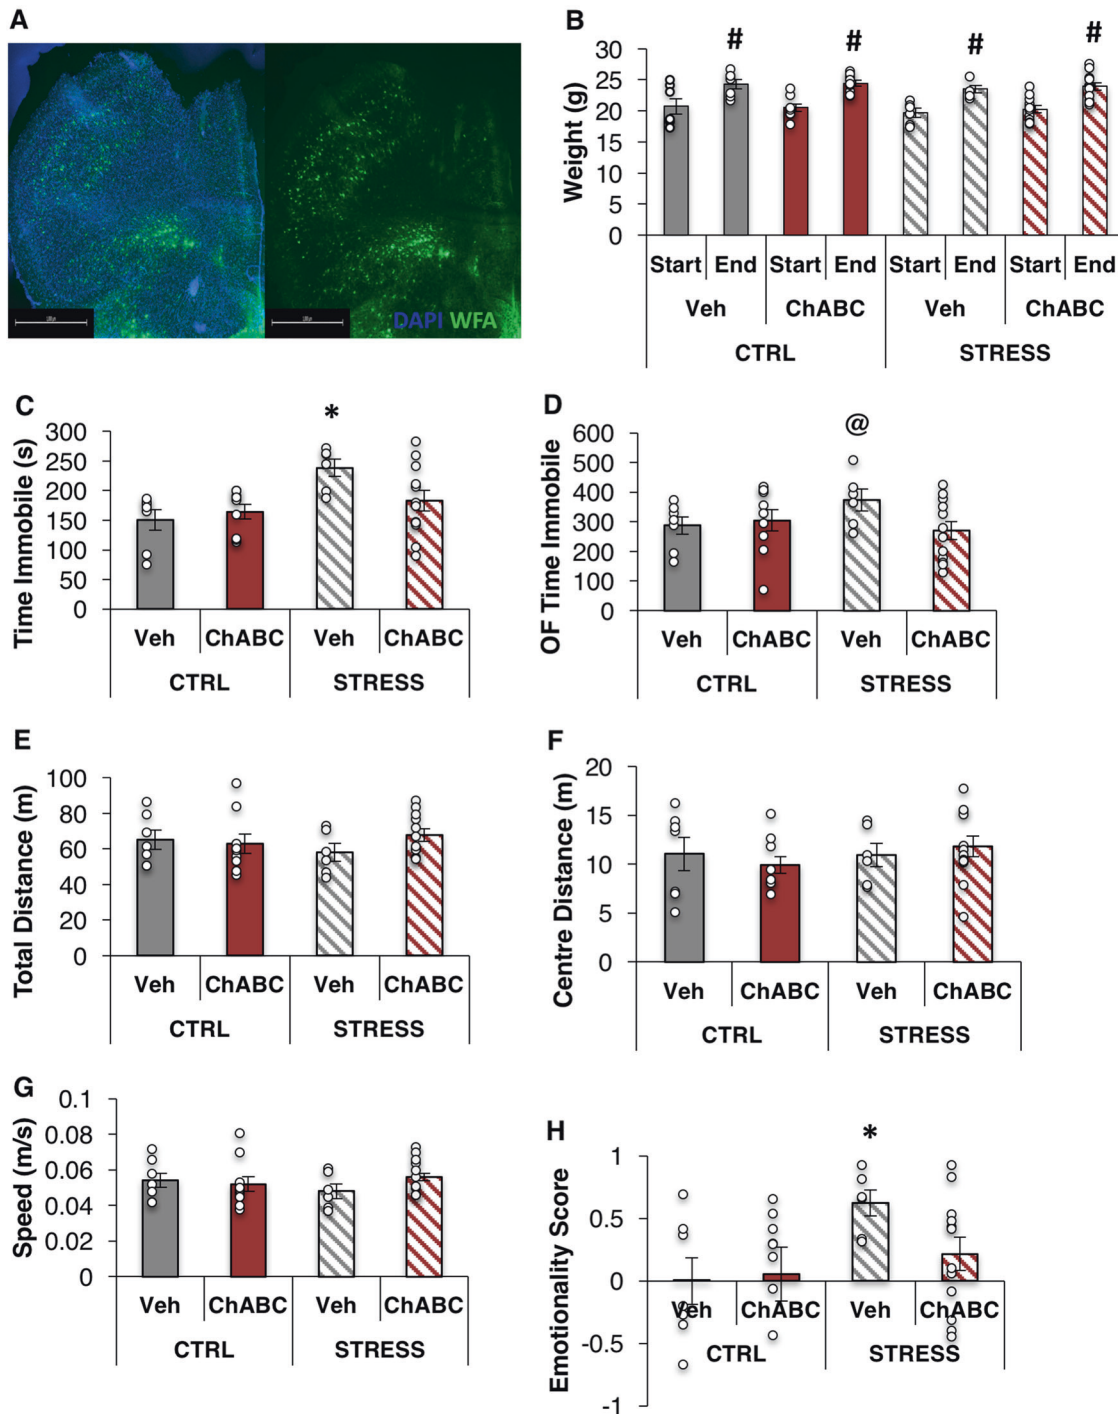 A
DAPI WFA
B
# # # #
Weight (g)
30
25
20
15
10
5
0
Start End Start End Start End Start End
Veh ChABC Veh ChABC
CTRL STRESS
C
*
Time Immobile (s)
300
250
200
150
100
50
0
Veh ChABC Veh ChABC
CTRL STRESS
D
@
OF Time Immobile
600
500
400
300
200
100
0
Veh ChABC Veh ChABC
CTRL STRESS
E
Total Distance (m)
100
80
60
40
20
0
Veh ChABC Veh ChABC
CTRL STRESS
F
Centre Distance (m)
20
15
10
5
0
Veh ChABC Veh ChABC
CTRL STRESS
G
Speed (m/s)
0.1
0.08
0.06
0.04
0.02
0
Veh ChABC Veh ChABC
CTRL STRESS
H
*
Emotionality Score
1
0.5
0
-0.5
-1
Veh ChABC Veh ChABC
CTRL STRESS